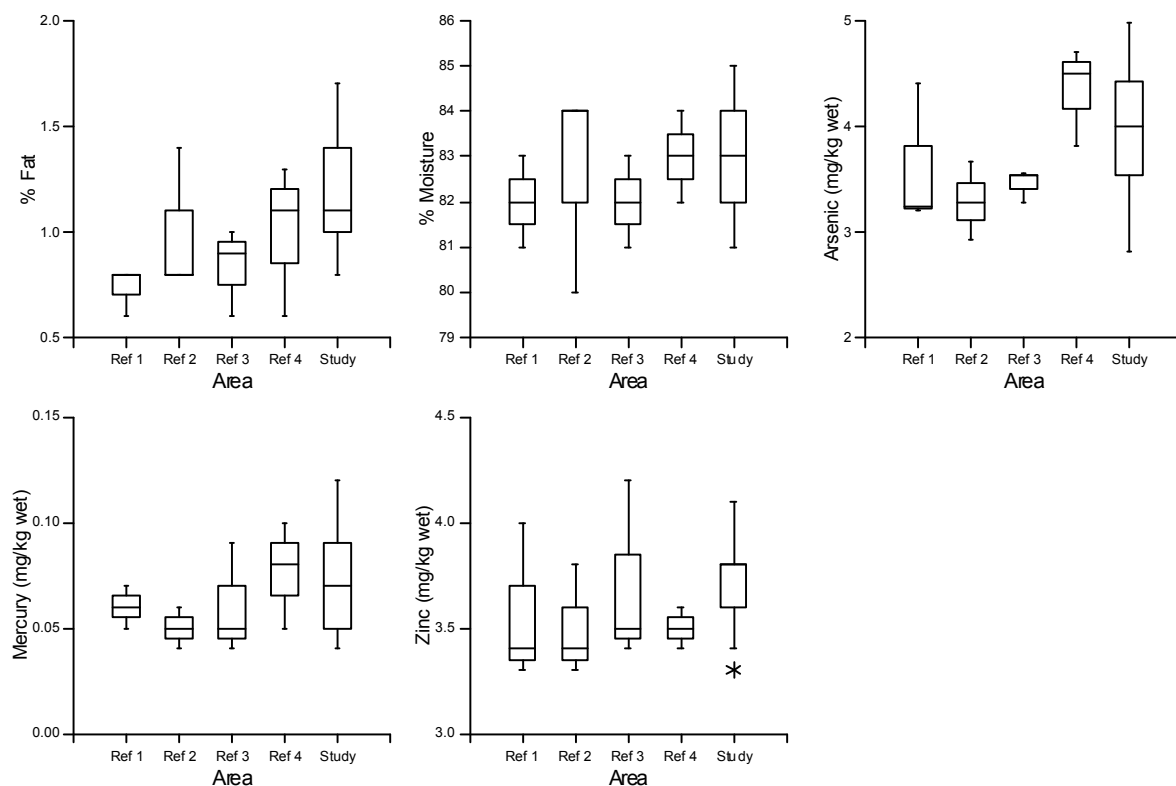 2.0
1.5
1.0
0.5
% Fat
Ref 1 Ref 2 Ref 3 Ref 4 Study
Area
86
85
84
83
82
81
80
79
% Moisture
Ref 1 Ref 2 Ref 3 Ref 4 Study
Area
5
4
3
2
Arsenic (mg/kg wet)
Ref 1 Ref 2 Ref 3 Ref 4 Study
Area
0.15
0.10
0.05
0.00
Mercury (mg/kg wet)
Ref 1 Ref 2 Ref 3 Ref 4 Study
Area
4.5
4.0
3.5
3.0
Zinc (mg/kg wet)
Ref 1 Ref 2 Ref 3 Ref 4 Study
Area